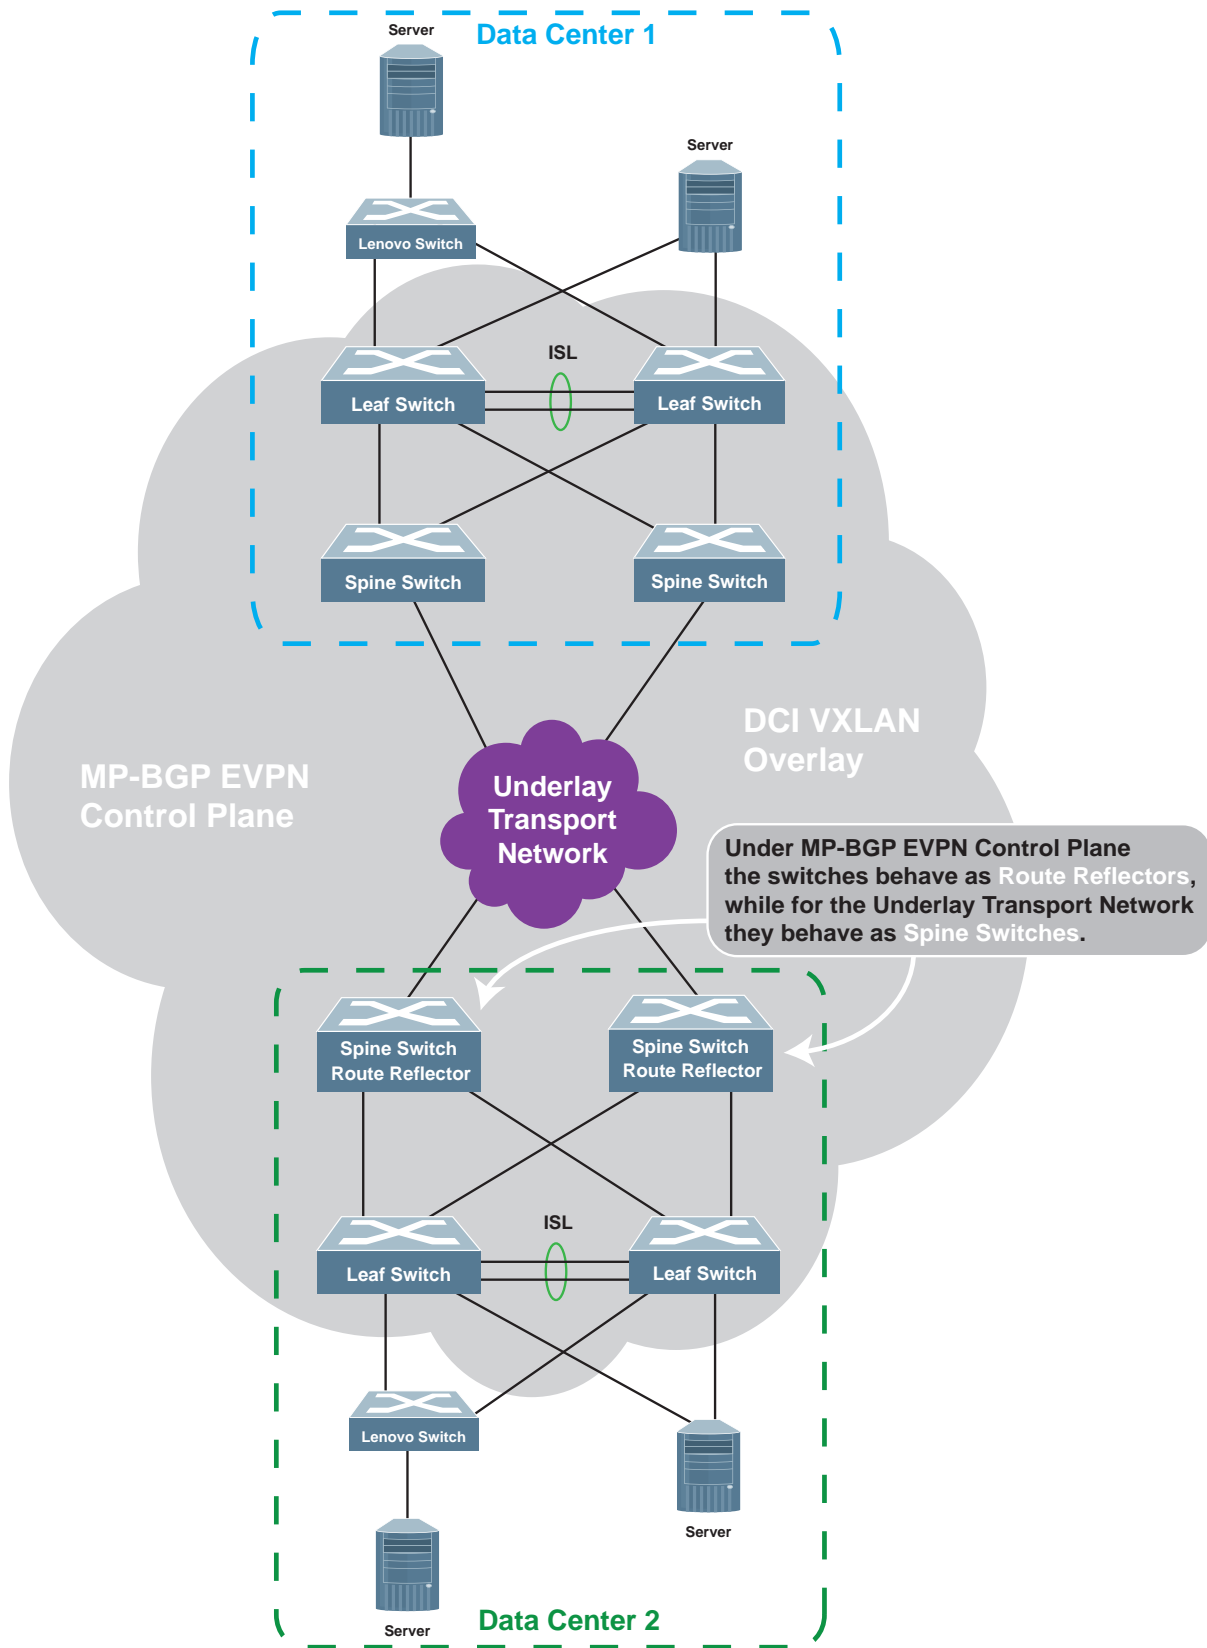 Server
Data Center 1
Server
Lenovo Switch
ISL
Leaf Switch
Leaf Switch
Spine Switch
Spine Switch
DCI VXLAN
Overlay
MP-BGP EVPN
Control Plane
Underlay
Transport
Network
Under MP-BGP EVPN Control Plane
the switches behave as Route Reflectors,
while for the Underlay Transport Network
they behave as Spine Switches.
Spine Switch
Route Reflector
Spine Switch
Route Reflector
ISL
Leaf Switch
Leaf Switch
Lenovo Switch
Server
Data Center 2
Server